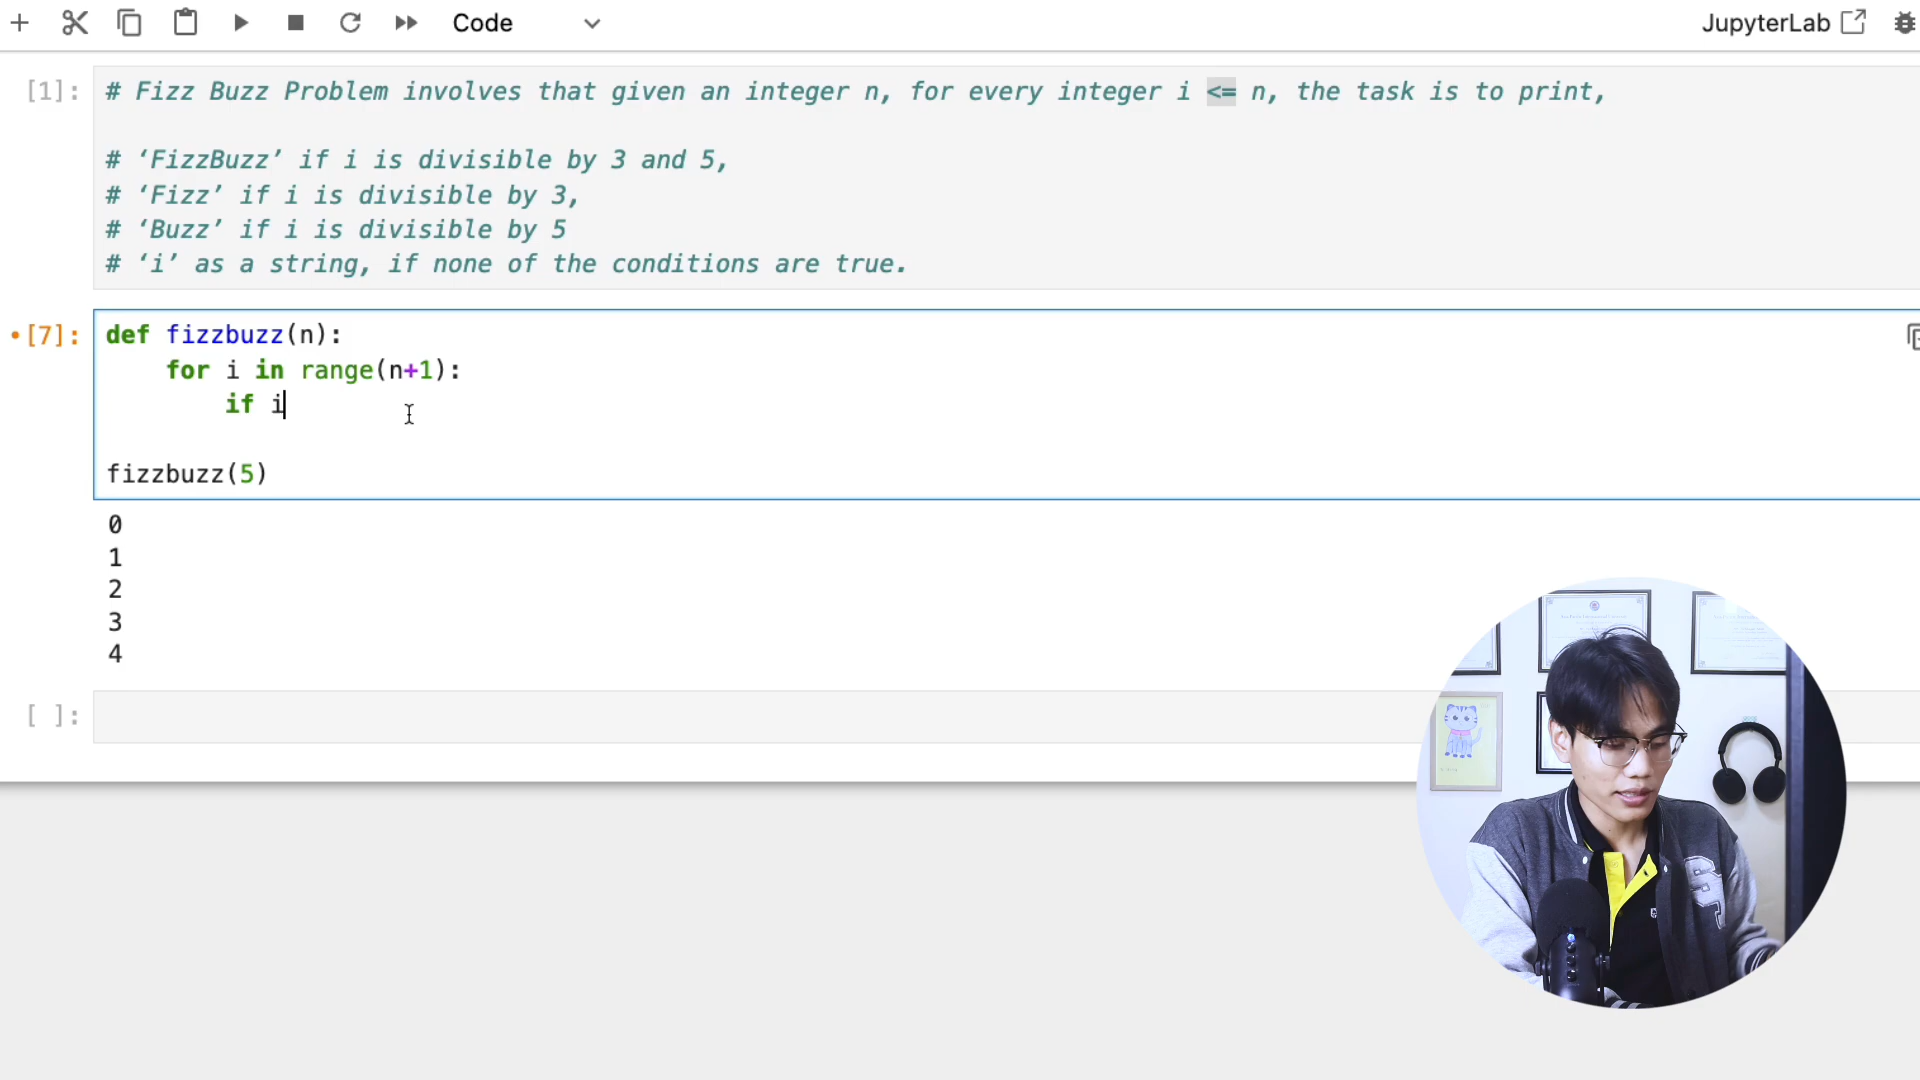 Code
JupyterLab
[1]:
# Fizz Buzz Problem involves that given an integer n, for every integer i <= n, the task is to print,
# ‘FizzBuzz’ if i is divisible by 3 and 5,
# ‘Fizz’ if i is divisible by 3,
# ‘Buzz’ if i is divisible by 5
# ‘i’ as a string, if none of the conditions are true.
•[7]:
def fizzbuzz(n):
    for i in range(n+1):
        if i
fizzbuzz(5)
0
1
2
3
4
[ ]: